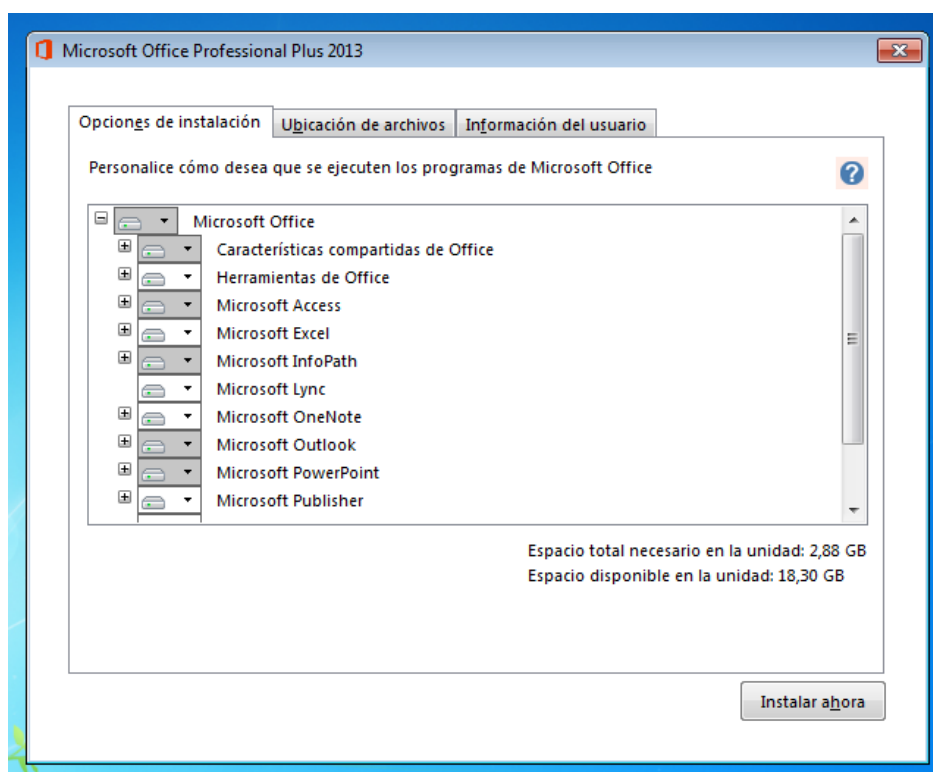 Microsoft Office Professional Plus 2013
Opciones de instalación
Ubicación de archivos
Información del usuario
Personalice cómo desea que se ejecuten los programas de Microsoft Office
?
Microsoft Office
Características compartidas de Office
Herramientas de Office
Microsoft Access
Microsoft Excel
Microsoft InfoPath
Microsoft Lync
Microsoft OneNote
Microsoft Outlook
Microsoft PowerPoint
Microsoft Publisher
Espacio total necesario en la unidad: 2,88 GB
Espacio disponible en la unidad: 18,30 GB
Instalar ahora